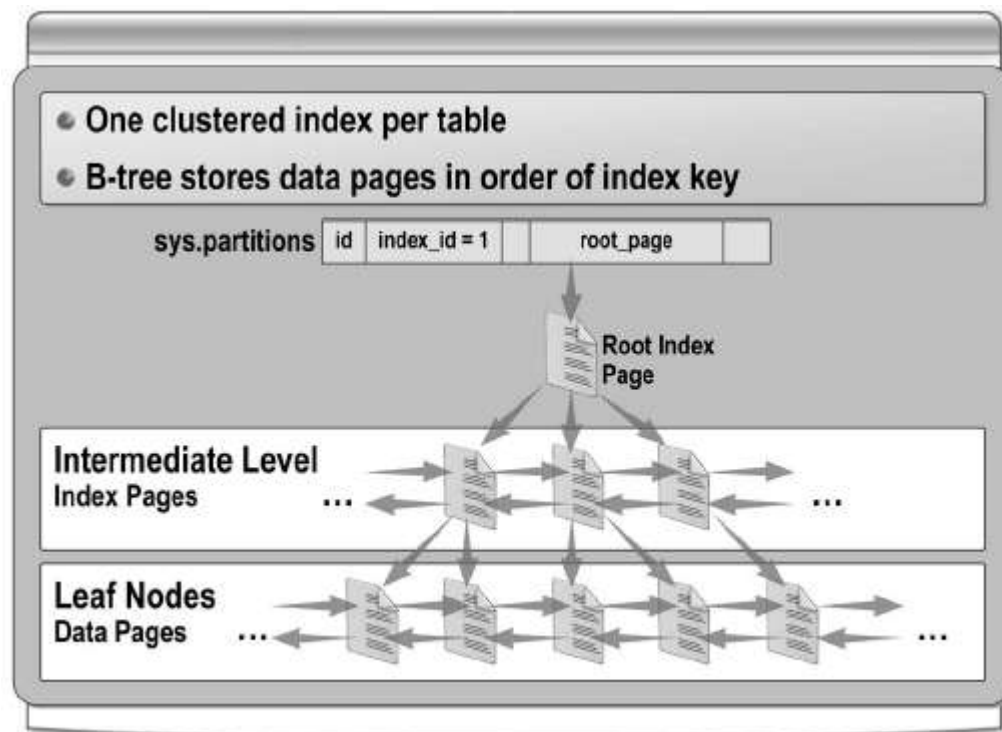 One clustered index per table
B-tree stores data pages in order of index key
sys.partitions id index_id = 1 root_page
Root Index
Page
Intermediate Level
Index Pages
... ...
Leaf Nodes
Data Pages
... ...